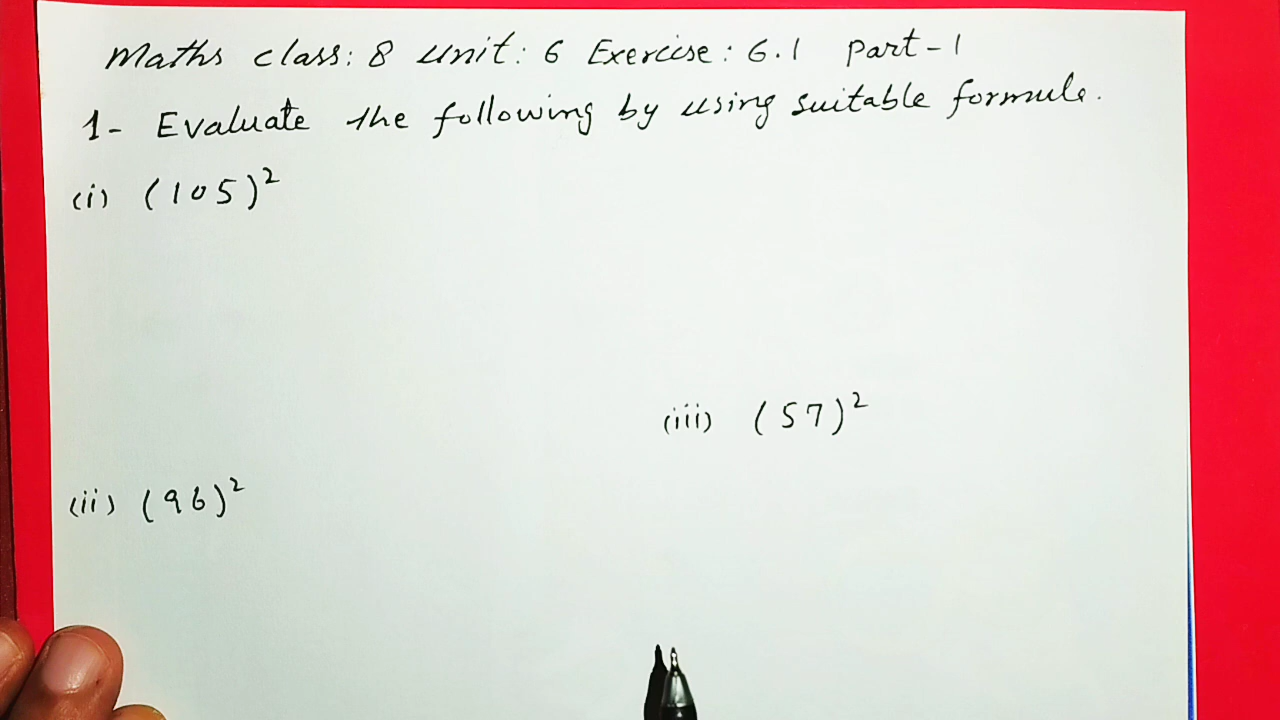 Maths class: 8 unit: 6 Exercise: 6.1 part-1
1- Evaluate the following by using suitable formule.
(i) (105)²
(iii) (57)²
(ii) (96)²